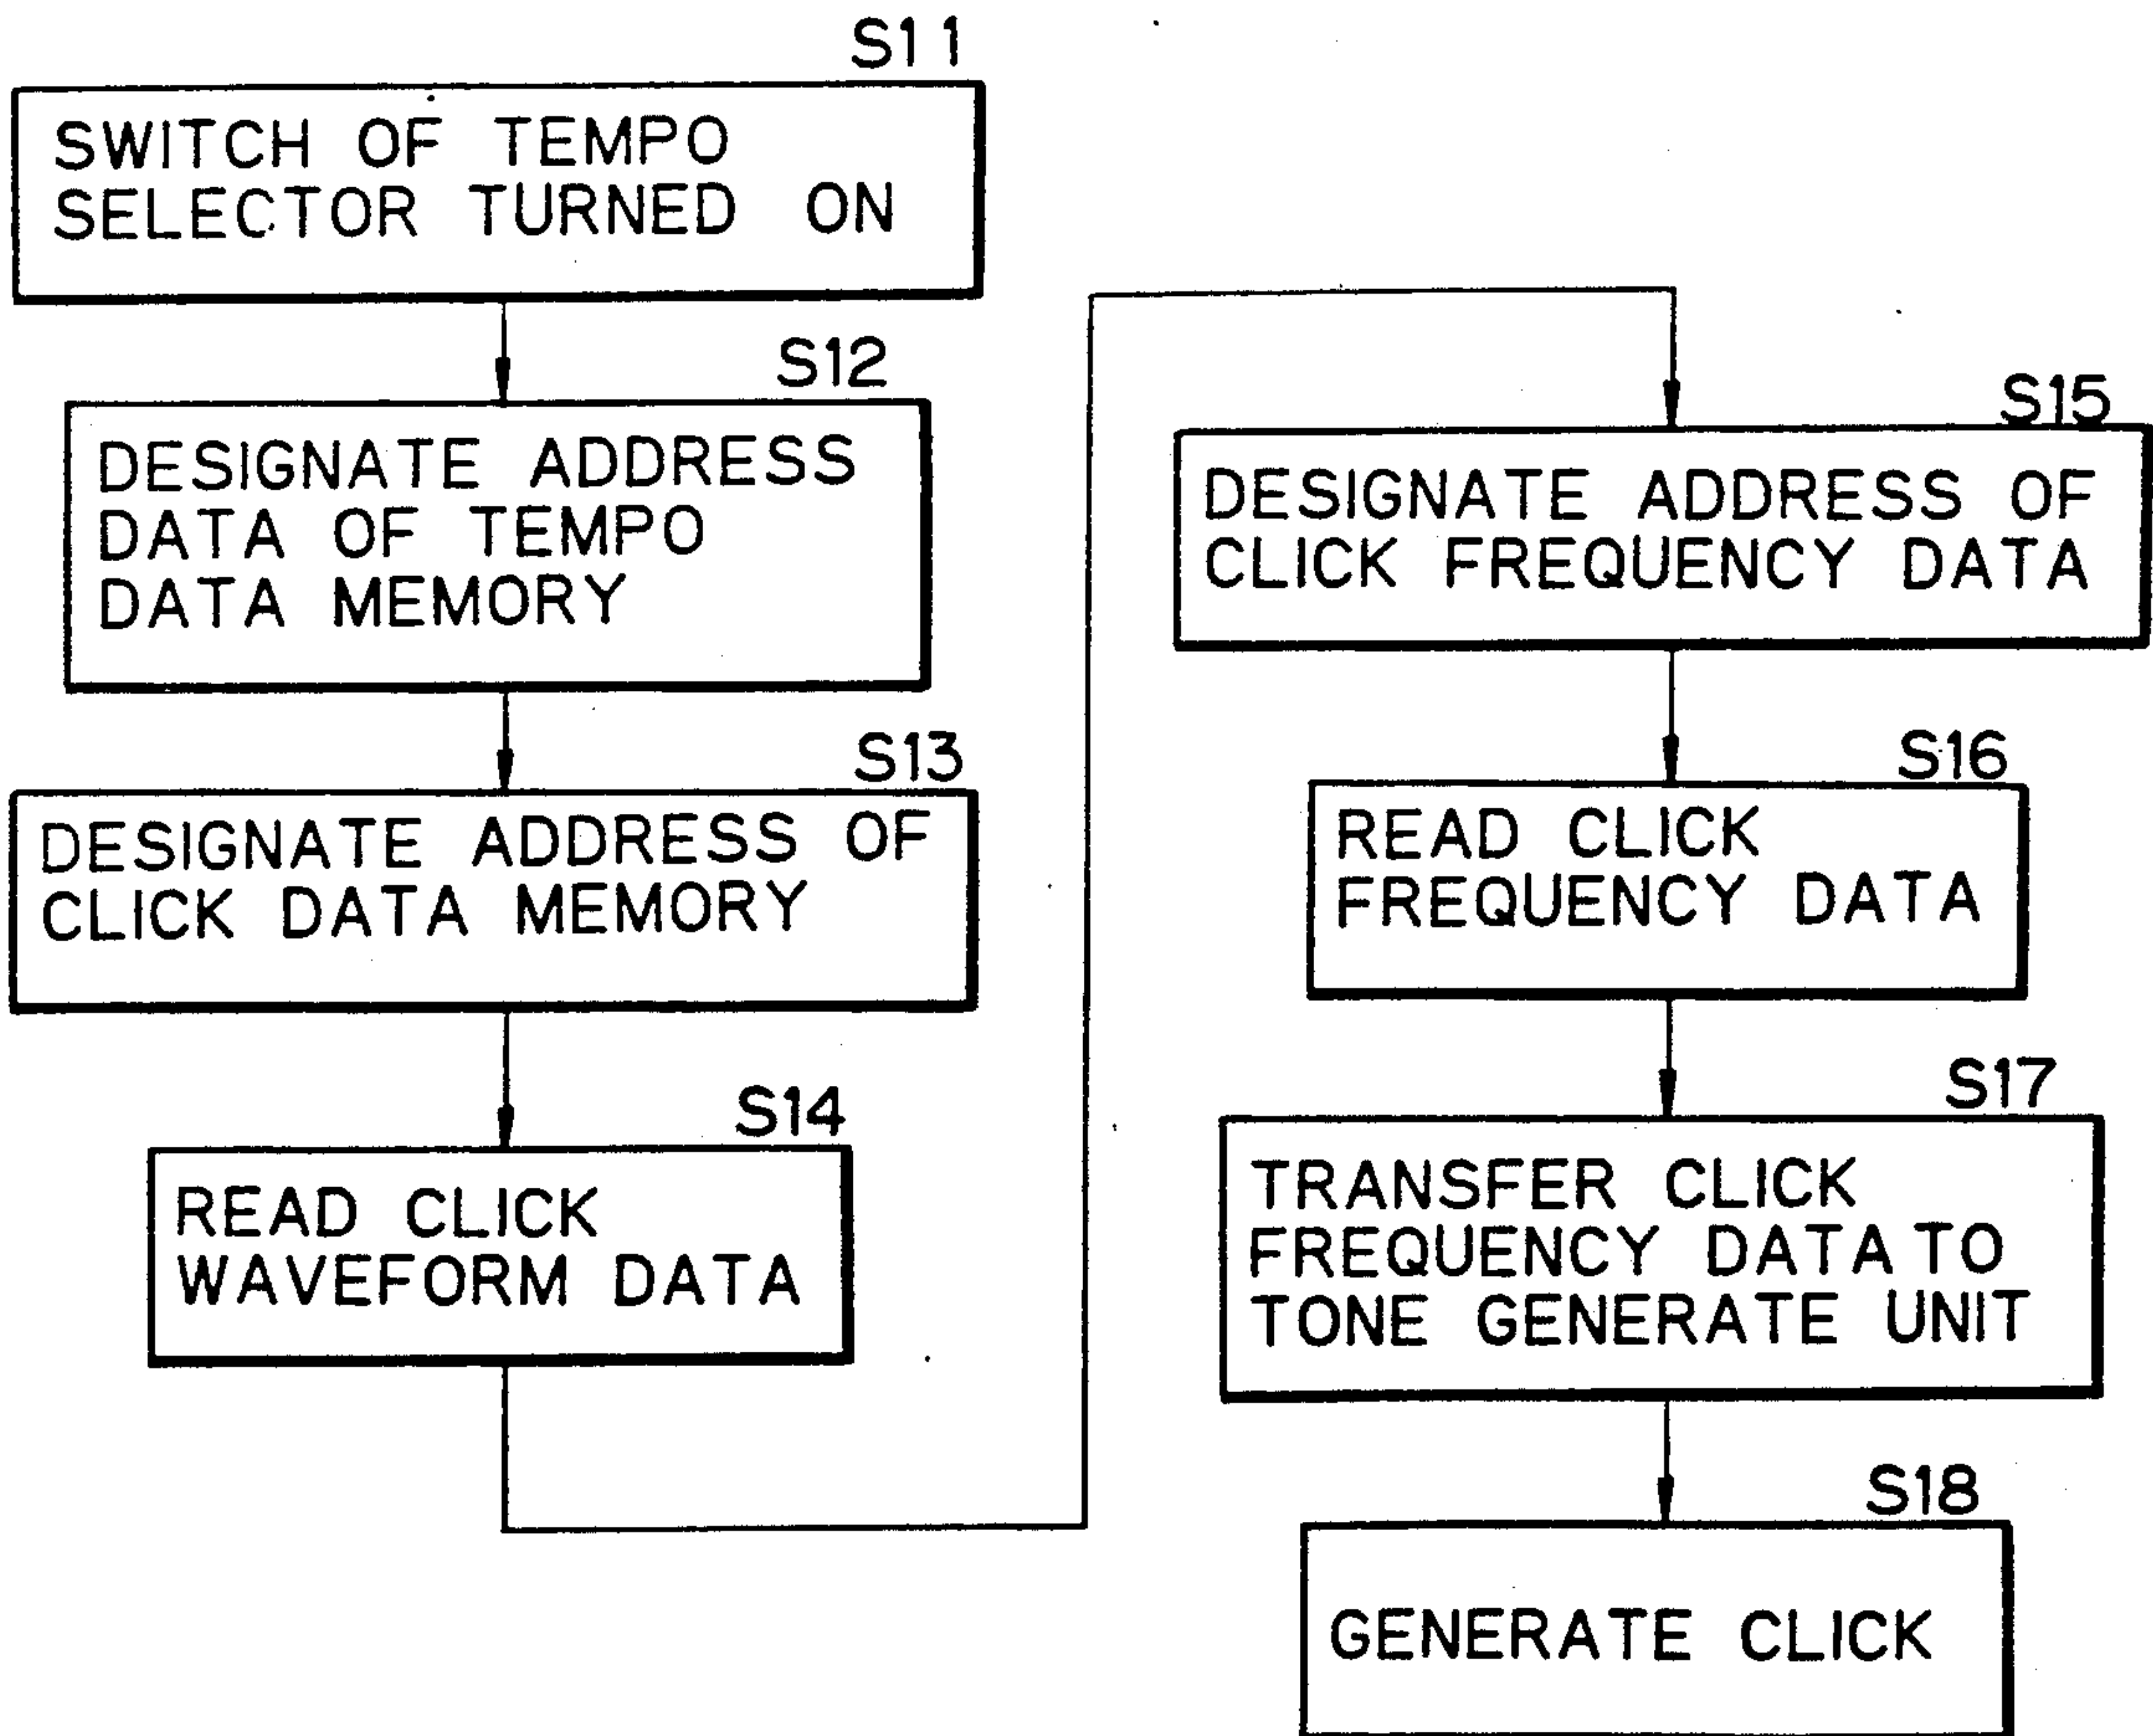 S11
SWITCH OF TEMPO
SELECTOR TURNED ON
S12
DESIGNATE ADDRESS
DATA OF TEMPO
DATA MEMORY
S13
DESIGNATE ADDRESS OF
CLICK DATA MEMORY
S14
READ CLICK
WAVEFORM DATA
S15
DESIGNATE ADDRESS OF
CLICK FREQUENCY DATA
S16
READ CLICK
FREQUENCY DATA
S17
TRANSFER CLICK
FREQUENCY DATA TO
TONE GENERATE UNIT
S18
GENERATE CLICK